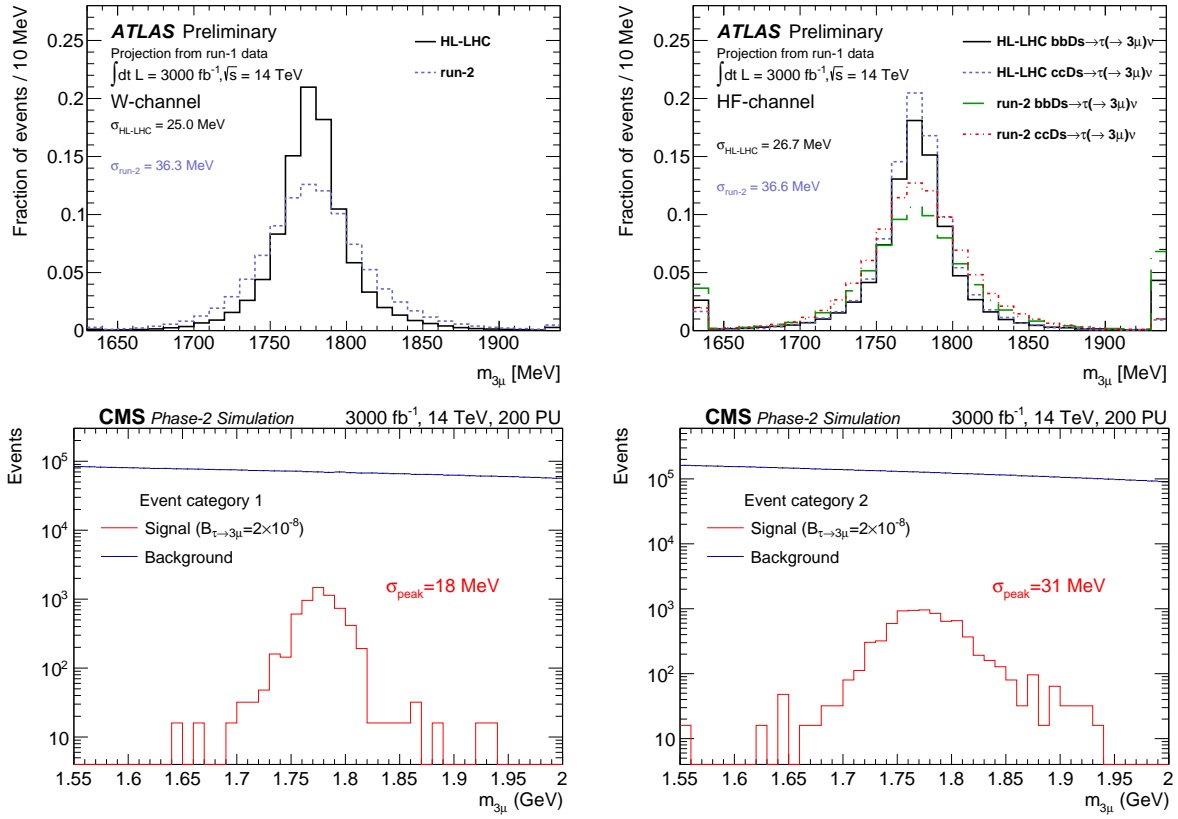 ATLAS Preliminary
Projection from run-1 data
∫dt L = 3000 fb⁻¹,√s = 14 TeV
W-channel
σHL-LHC = 25.0 MeV
σrun-2 = 36.3 MeV
HL-LHC
run-2
Fraction of events / 10 MeV
0.25
0.2
0.15
0.1
0.05
0
1650 1700 1750 1800 1850 1900
m3μ [MeV]
ATLAS Preliminary
Projection from run-1 data
∫dt L = 3000 fb⁻¹,√s = 14 TeV
HF-channel
σHL-LHC = 26.7 MeV
σrun-2 = 36.6 MeV
HL-LHC bbDs→τ(→ 3μ)ν
HL-LHC ccDs→τ(→ 3μ)ν
run-2 bbDs→τ(→ 3μ)ν
run-2 ccDs→τ(→ 3μ)ν
Fraction of events / 10 MeV
0.25
0.2
0.15
0.1
0.05
0
1650 1700 1750 1800 1850 1900
m3μ [MeV]
CMS Phase-2 Simulation 3000 fb⁻¹, 14 TeV, 200 PU
Events
10⁵
10⁴
10³
10²
10
Event category 1
Signal (Bτ→3μ=2×10⁻⁸)
Background
σpeak=18 MeV
1.55 1.6 1.65 1.7 1.75 1.8 1.85 1.9 1.95 2
m3μ (GeV)
CMS Phase-2 Simulation 3000 fb⁻¹, 14 TeV, 200 PU
Events
10⁵
10⁴
10³
10²
10
Event category 2
Signal (Bτ→3μ=2×10⁻⁸)
Background
σpeak=31 MeV
1.55 1.6 1.65 1.7 1.75 1.8 1.85 1.9 1.95 2
m3μ (GeV)